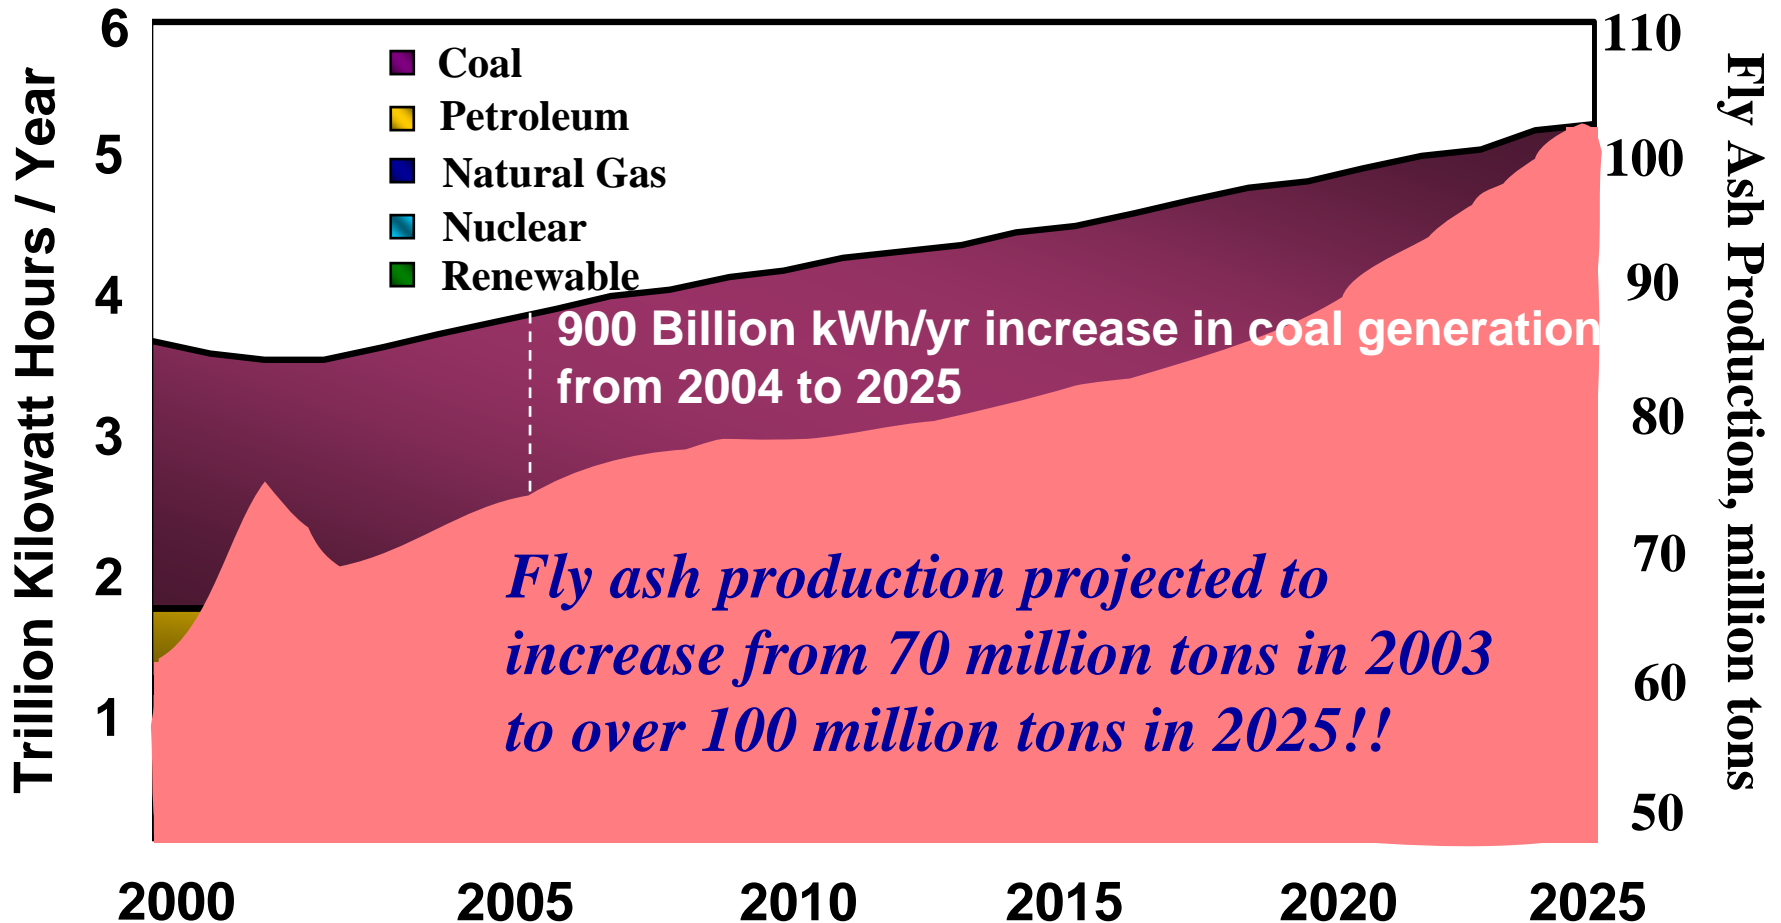 Trillion Kilowatt Hours / Year
6
5
4
3
2
1
Coal
Petroleum
Natural Gas
Nuclear
Renewable
900 Billion kWh/yr increase in coal generation
from 2004 to 2025
Fly ash production projected to
increase from 70 million tons in 2003
to over 100 million tons in 2025!!
110
100
90
80
70
60
50
Fly Ash Production, million tons
2000 2005 2010 2015 2020 2025